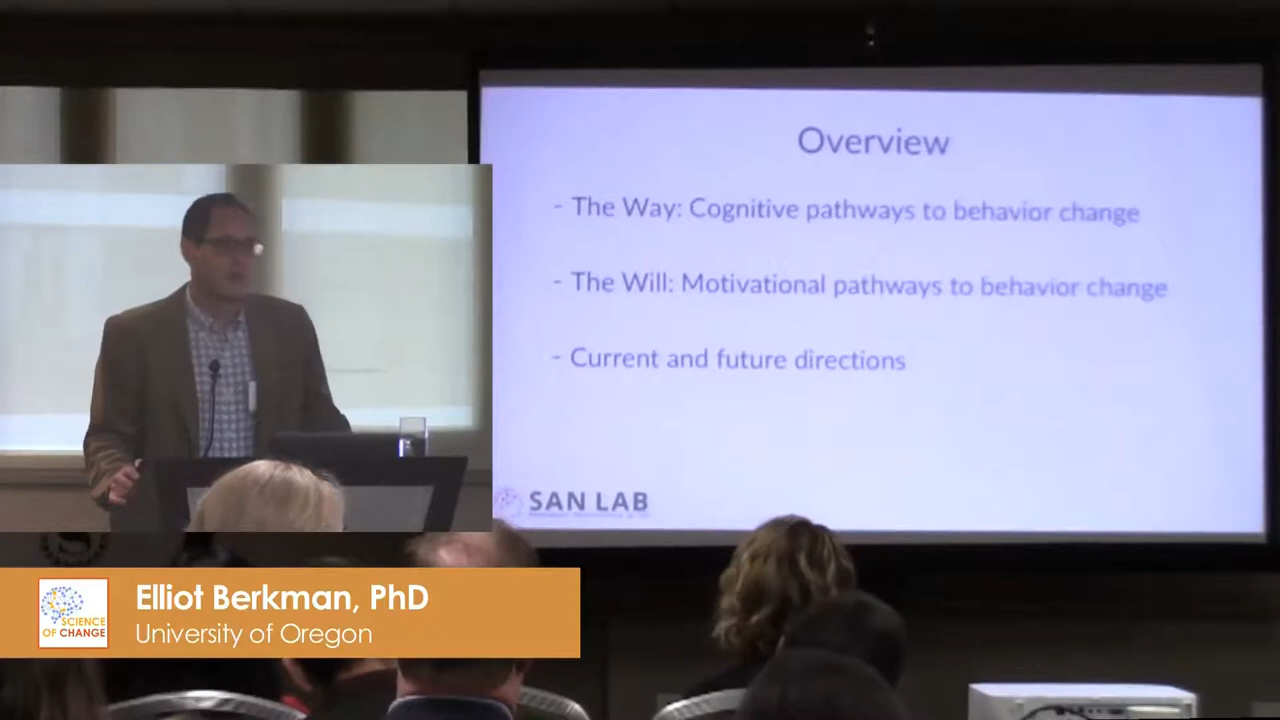 Overview
- The Way: Cognitive pathways to behavior change
- The Will: Motivational pathways to behavior change
- Current and future directions
SAN LAB
SCIENCE
OF CHANGE
Elliot Berkman, PhD
University of Oregon